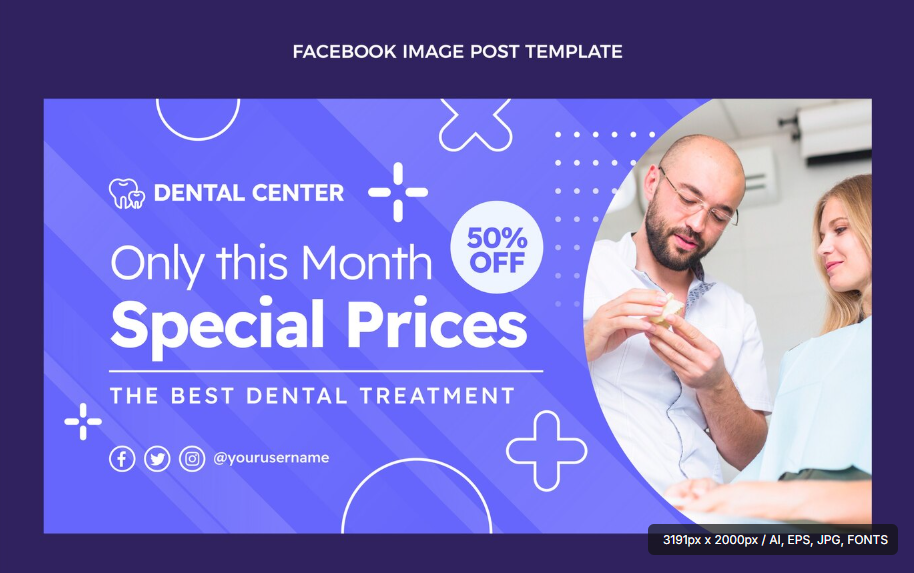 FACEBOOK IMAGE POST TEMPLATE
DENTAL CENTER
Only this Month
50%
OFF
Special Prices
THE BEST DENTAL TREATMENT
@yourusername
3191px x 2000px / AI, EPS, JPG, FONTS